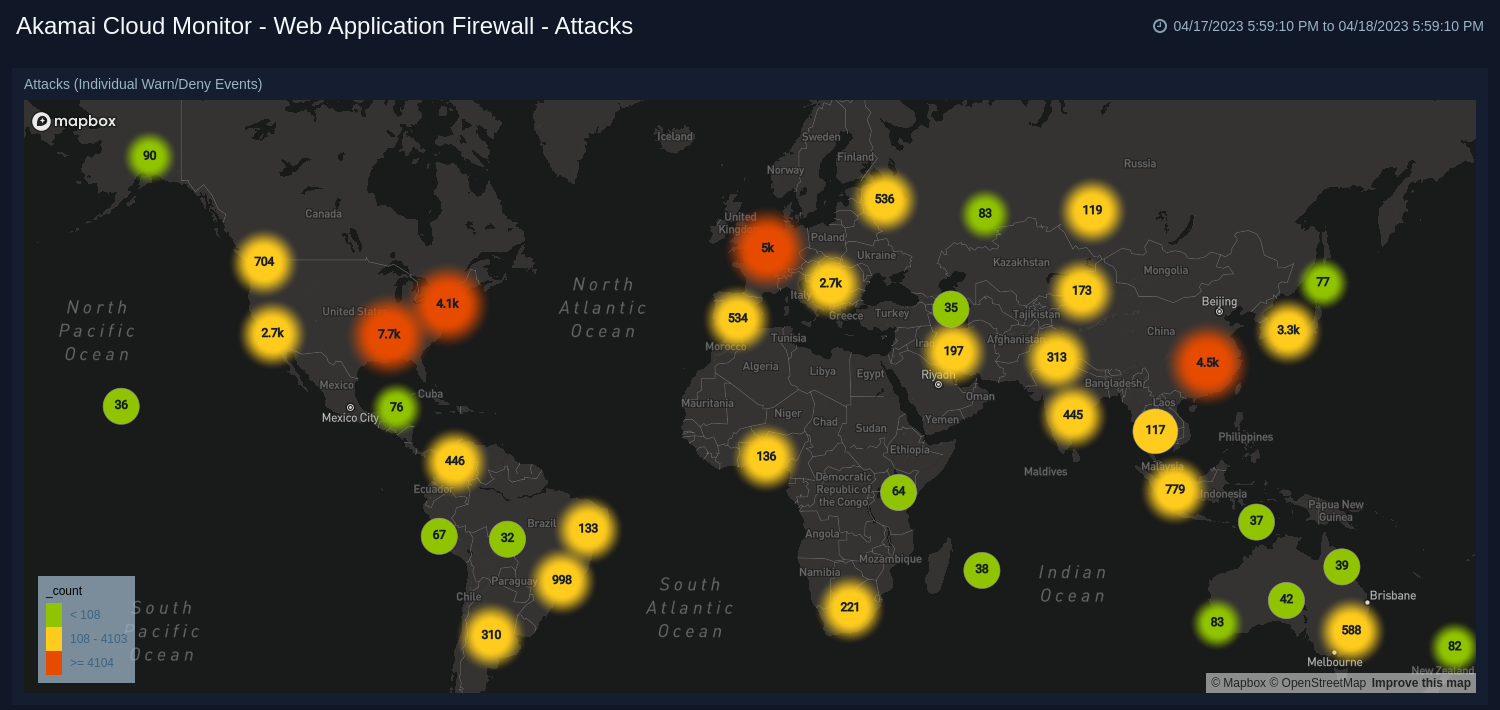 Akamai Cloud Monitor - Web Application Firewall - Attacks
04/17/2023 5:59:10 PM to 04/18/2023 5:59:10 PM
Attacks (Individual Warn/Deny Events)
mapbox
Iceland
Sweden
Finland
Norway
Russia
90
536
83
119
Canada
United
Kingdom
5k
Poland
Ukraine
704
Kazakhstan
Mongolia
2.7k
Italy
173
77
North
Pacific
Ocean
North
Atlantic
Ocean
4.1k
United States
7.7k
2.7k
534
Greece
Turkey
35
Tajikistan
Beijing
China
3.3k
Morocco
Tunisia
Iraq
197
Afghanistan
313
4.5k
Algeria
Libya
Egypt
Riyadh
Bangladesh
Mexico
Cuba
36
76
Mexico City
Mauritania
Niger
Chad
Sudan
Oman
Yemen
445
Laos
117
Philippines
446
136
Ethiopia
Maldives
Malaysia
779
Indonesia
Ecuador
Democratic
Republic of
the Congo
64
Papua New
Guinea
37
67
32
Brazil
133
Angola
Mozambique
Namibia
38
Indian
Ocean
39
Paraguay
998
Chile
South
Atlantic
Ocean
221
42
Brisbane
83
588
310
Melbourne
82
New Zealand
South
Pacific
Ocean
_count
< 108
108 - 4103
>= 4104
© Mapbox © OpenStreetMap Improve this map